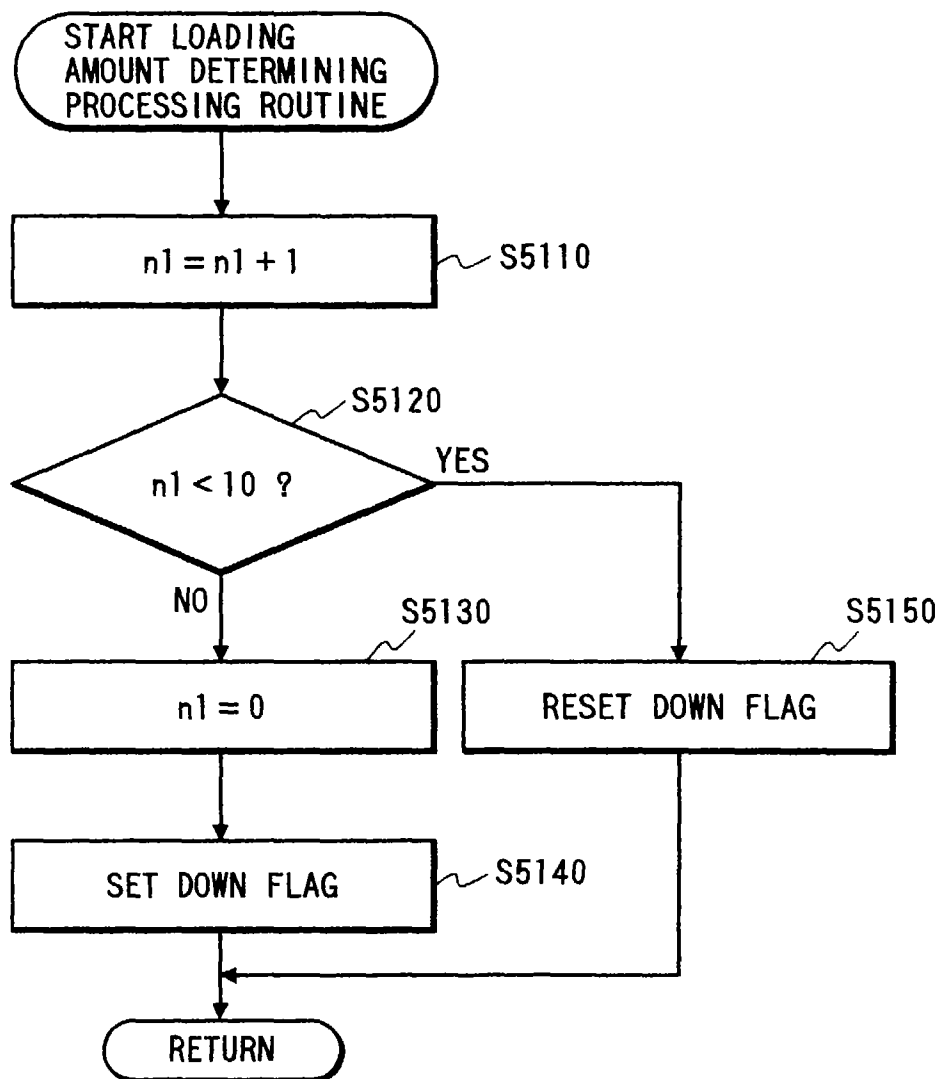 START LOADING
AMOUNT DETERMINING
PROCESSING ROUTINE
n1 = n1 + 1
S5110
S5120
n1 < 10 ?
YES
NO
S5130
S5150
n1 = 0
RESET DOWN FLAG
SET DOWN FLAG
S5140
RETURN